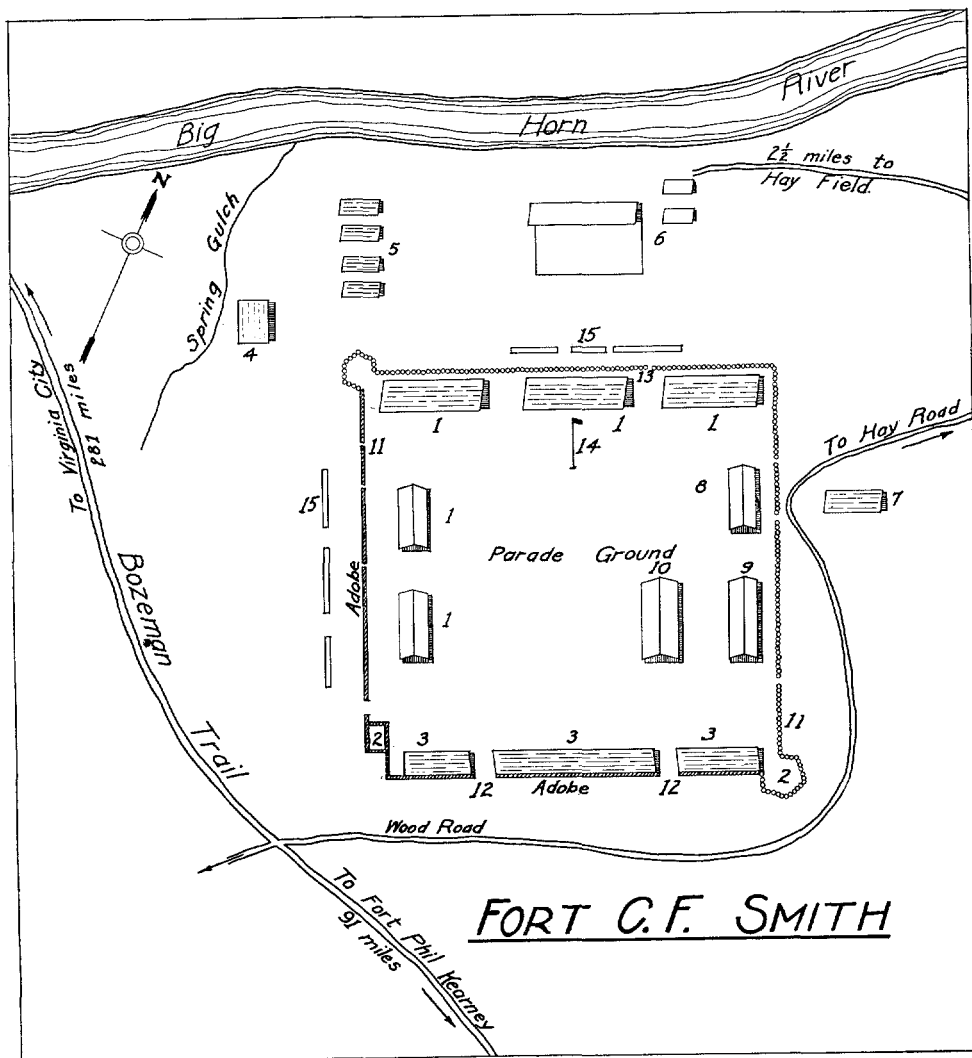 Big Horn River
2½ miles to
Hay Field.
N
Spring Gulch
5
6
4
15
13
To Virginia City
281 miles
1
1
1
14
11
To Hay Road
15
8
7
1
Parade Ground
Adobe
10
9
1
Bozeman Trail
11
2
3
3
3
2
12
Adobe
12
Wood Road
To Fort Phil Kearney
91 miles
FORT C.F. SMITH